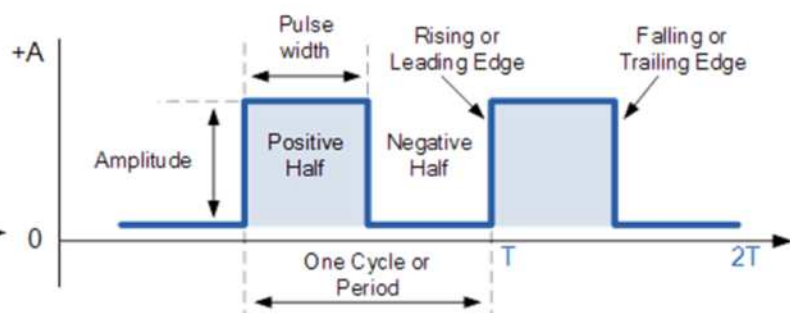 Pulse
width
+A
Rising or
Leading Edge
Falling or
Trailing Edge
Amplitude
Positive
Half
Negative
Half
0
T
2T
One Cycle or
Period